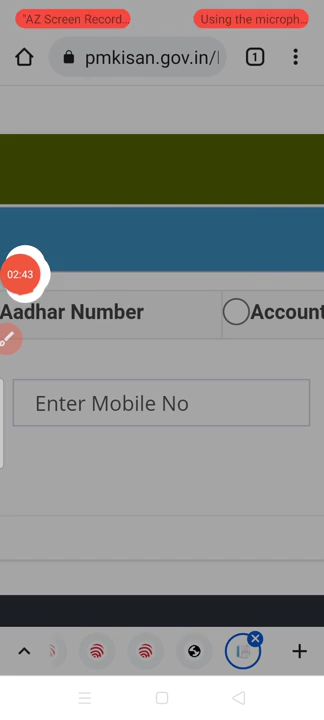 "AZ Screen Record... Using the microph...
pmkisan.gov.in/
1
02:43
Aadhar Number Account
Enter Mobile No